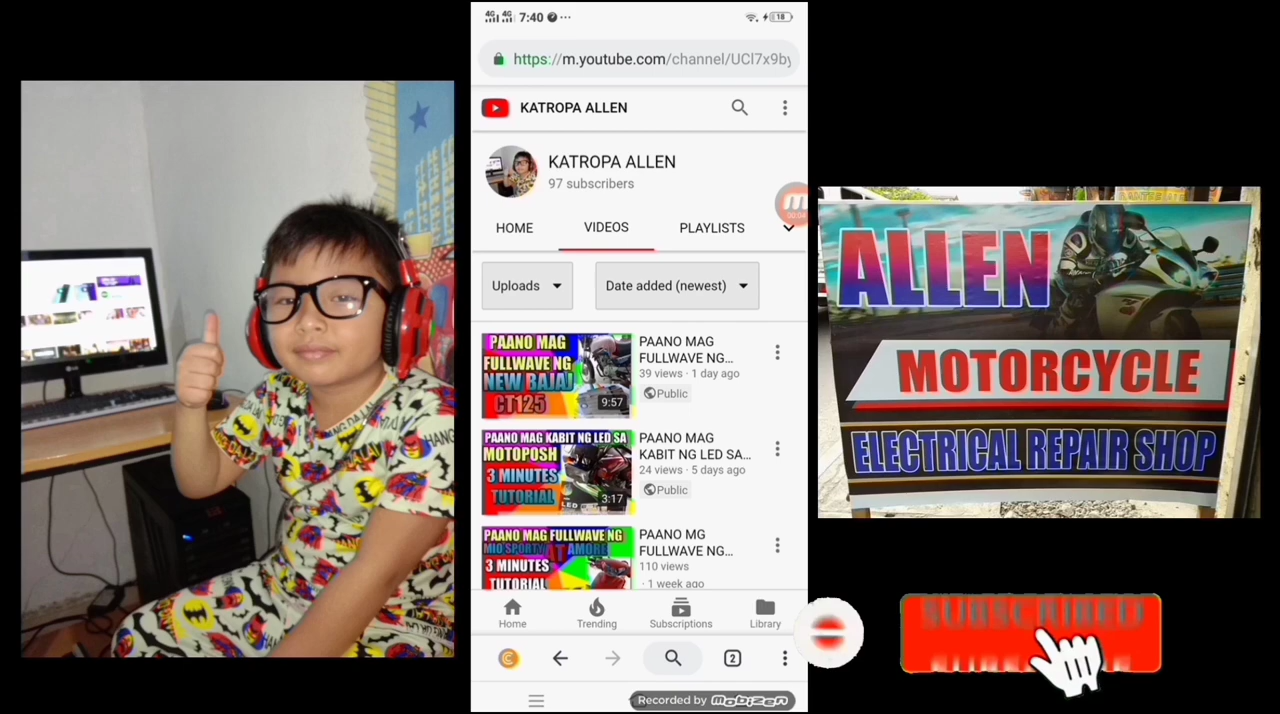 7:40
18
https://m.youtube.com/channel/UCl7x9by
KATROPA ALLEN
KATROPA ALLEN
97 subscribers
00:04
HOME
VIDEOS
PLAYLISTS
Uploads
Date added (newest)
PAANO MAG
FULLWAVE NG
NEW BAJAJ
CT125
9:57
PAANO MAG
FULLWAVE NG...
39 views · 1 day ago
Public
PAANO MAG KABIT NG LED SA
MOTOPOSH
3 MINUTES
TUTORIAL
LED
3:17
PAANO MAG
KABIT NG LED SA...
24 views · 5 days ago
Public
PAANO MAG FULLWAVE NG
MIO SPORTY AT AMORE
3 MINUTES
TUTORIAL
PAANO MG
FULLWAVE NG...
110 views
· 1 week ago
Home
Trending
Subscriptions
Library
2
Recorded by mobizen
ALLEN
MOTORCYCLE
ELECTRICAL REPAIR SHOP
SUBSCRIBED